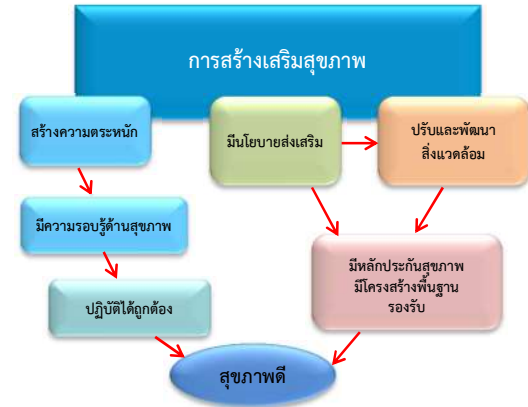 การสร้างเสริมสุขภาพ
สร้างความตระหนัก
มีนโยบายส่งเสริม
ปรับและพัฒนา
สิ่งแวดล้อม
มีความรอบรู้ด้านสุขภาพ
มีหลักประกันสุขภาพ
มีโครงสร้างพื้นฐาน
รองรับ
ปฏิบัติได้ถูกต้อง
สุขภาพดี